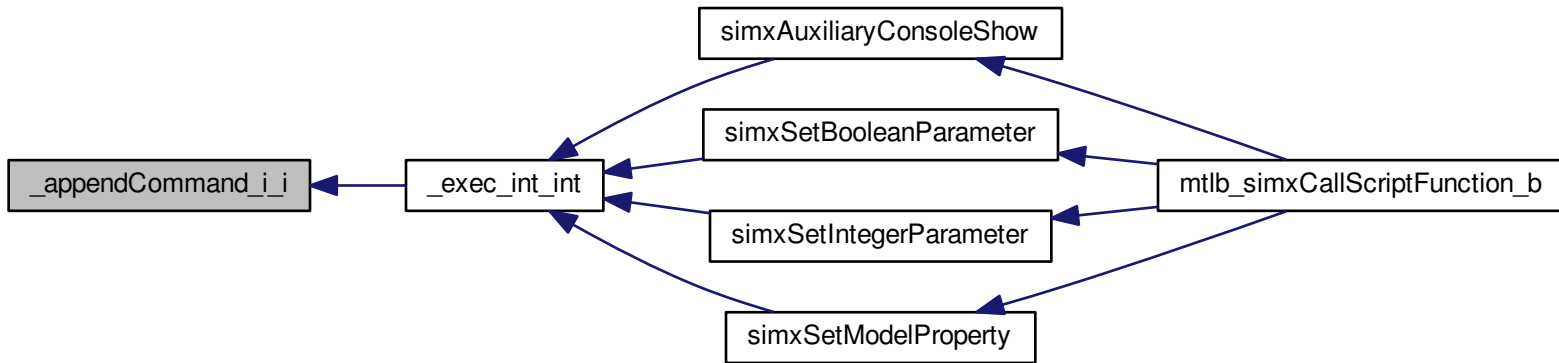 simxAuxiliaryConsoleShow
simxSetBooleanParameter
_appendCommand_i_i
_exec_int_int
mtlb_simxCallScriptFunction_b
simxSetIntegerParameter
simxSetModelProperty